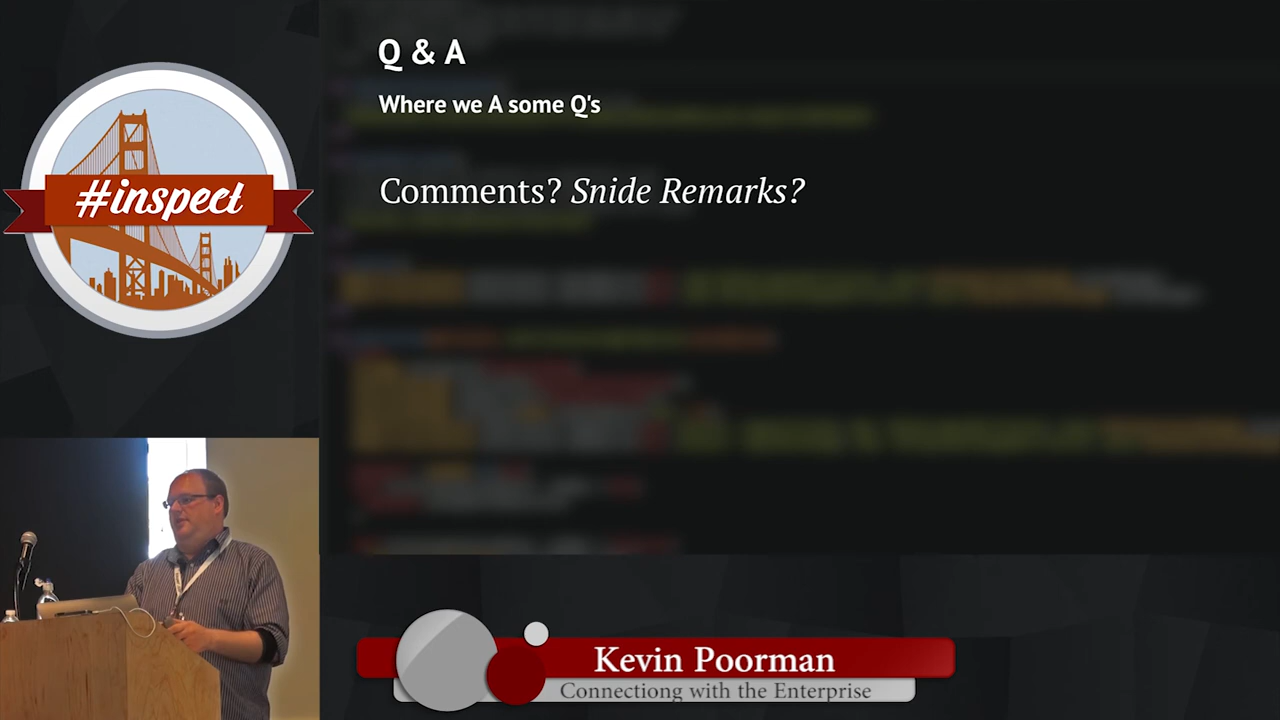 Q & A
Where we A some Q's
Comments? Snide Remarks?
#inspect
Kevin Poorman
Connectiong with the Enterprise